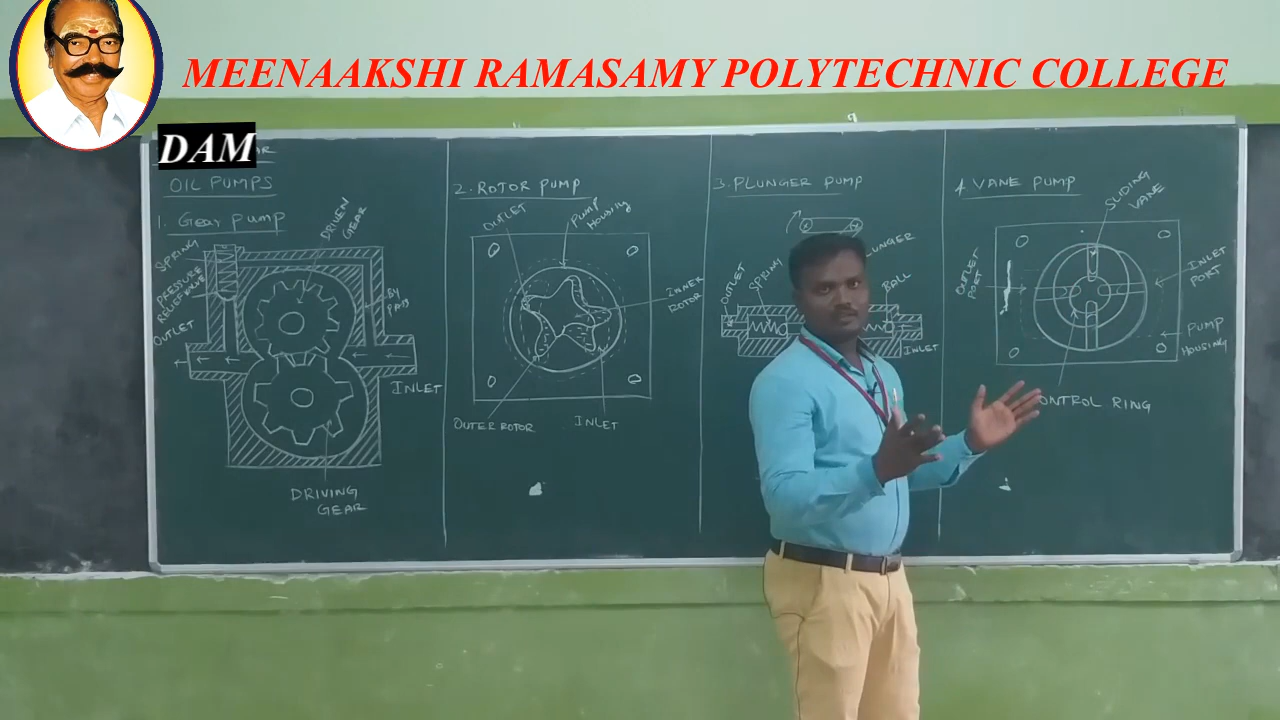 MEENAAKSHI RAMASAMY POLYTECHNIC COLLEGE
DAM
OIL PUMPS
1. Gear pump
SPRING
PRESSURE
RELIEF VALVE
OUTLET
DRIVEN
GEAR
BY
PASS
INLET
DRIVING
GEAR
2. ROTOR PUMP
OUTLET
PUMP
HOUSING
INNER
ROTOR
OUTER ROTOR
INLET
3. PLUNGER PUMP
OUTLET
SPRING
LUNGER
BALL
INLET
4. VANE PUMP
SLIDING
VANE
OUTLET
PORT
INLET
PORT
PUMP
HOUSING
ONTROL RING